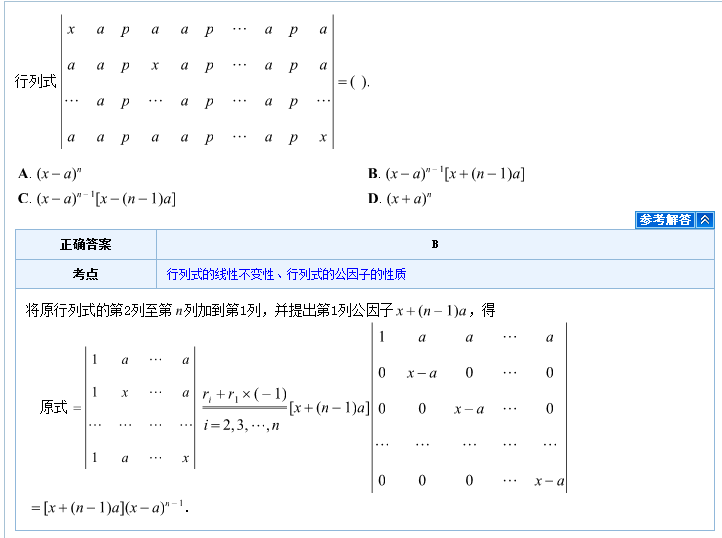 x a p a a p ⋯ a p a
a a p x a p ⋯ a p a
行列式 = ( ).
⋯ a p ⋯ a p ⋯ a p ⋯
a a p a a p ⋯ a p x
A. (x − a)ⁿ B. (x − a)ⁿ⁻¹[x + (n − 1)a]
C. (x − a)ⁿ⁻¹[x − (n − 1)a] D. (x + a)ⁿ
参考解答
正确答案 B
考点 行列式的线性不变性、行列式的公因子的性质
将原行列式的第2列至第 n列加到第1列，并提出第1列公因子 x + (n − 1)a，得
1 a ⋯ a
1 x ⋯ a
原式 =
⋯ ⋯ ⋯ ⋯
1 a ⋯ x
rᵢ + r₁ × (−1)
i = 2, 3, ⋯, n
[x + (n − 1)a]
1 a a ⋯ a
0 x − a 0 ⋯ 0
0 0 x − a ⋯ 0
⋯ ⋯ ⋯ ⋯ ⋯
0 0 0 ⋯ x − a
= [x + (n − 1)a](x − a)ⁿ⁻¹.